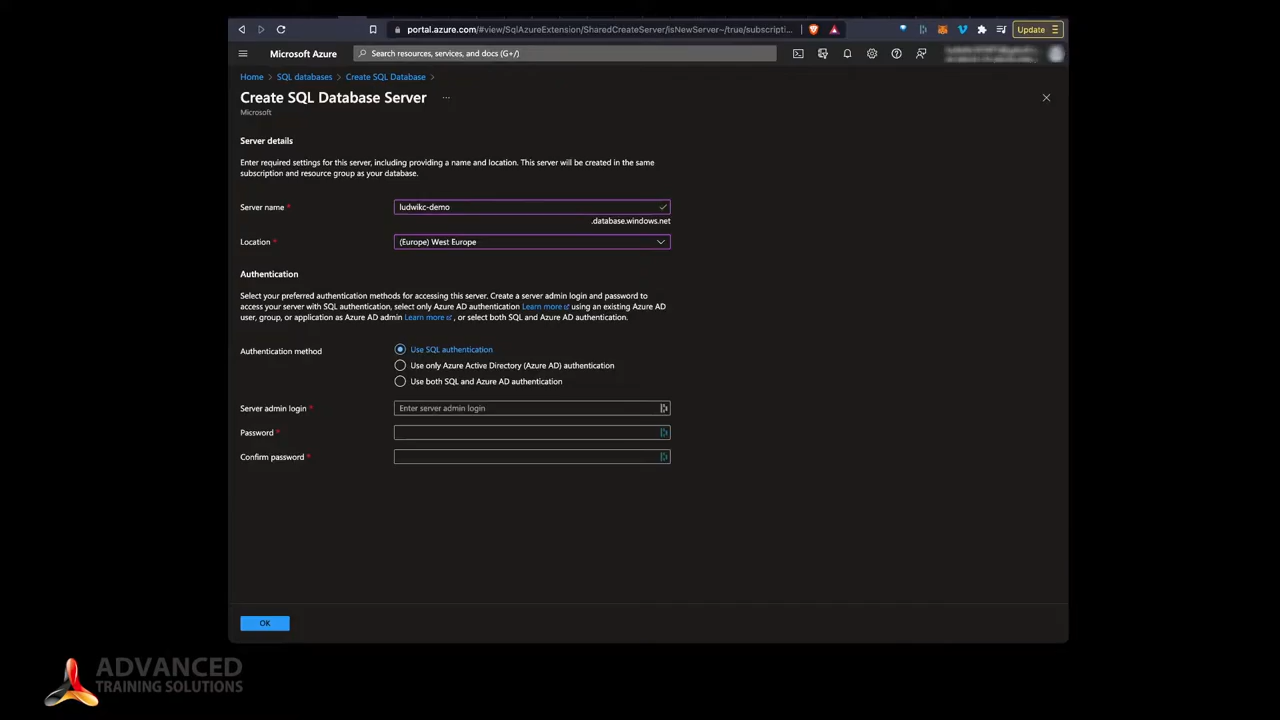 portal.azure.com/#view/SqlAzureExtension/SharedCreateServer/isNewServer~/true/subscripti...
Update
Microsoft Azure
Search resources, services, and docs (G+/)
Home > SQL databases > Create SQL Database >
Create SQL Database Server ...
Microsoft
Server details
Enter required settings for this server, including providing a name and location. This server will be created in the same
subscription and resource group as your database.
Server name *
ludwikc-demo
.database.windows.net
Location *
(Europe) West Europe
Authentication
Select your preferred authentication methods for accessing this server. Create a server admin login and password to
access your server with SQL authentication, select only Azure AD authentication Learn more using an existing Azure AD
user, group, or application as Azure AD admin Learn more , or select both SQL and Azure AD authentication.
Authentication method
Use SQL authentication
Use only Azure Active Directory (Azure AD) authentication
Use both SQL and Azure AD authentication
Server admin login *
Enter server admin login
Password *
Confirm password *
OK
ADVANCED
TRAINING SOLUTIONS